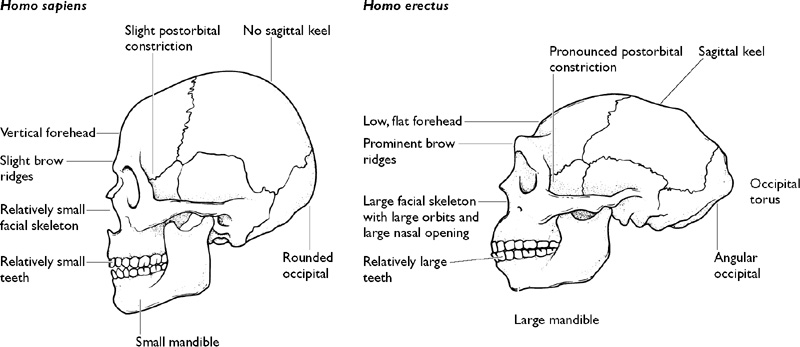 Homo sapiens
Slight postorbital
constriction
No sagittal keel
Vertical forehead
Slight brow
ridges
Relatively small
facial skeleton
Relatively small
teeth
Rounded
occipital
Small mandible
Homo erectus
Pronounced postorbital
constriction
Sagittal keel
Low, flat forehead
Prominent brow
ridges
Occipital
torus
Large facial skeleton
with large orbits and
large nasal opening
Relatively large
teeth
Angular
occipital
Large mandible